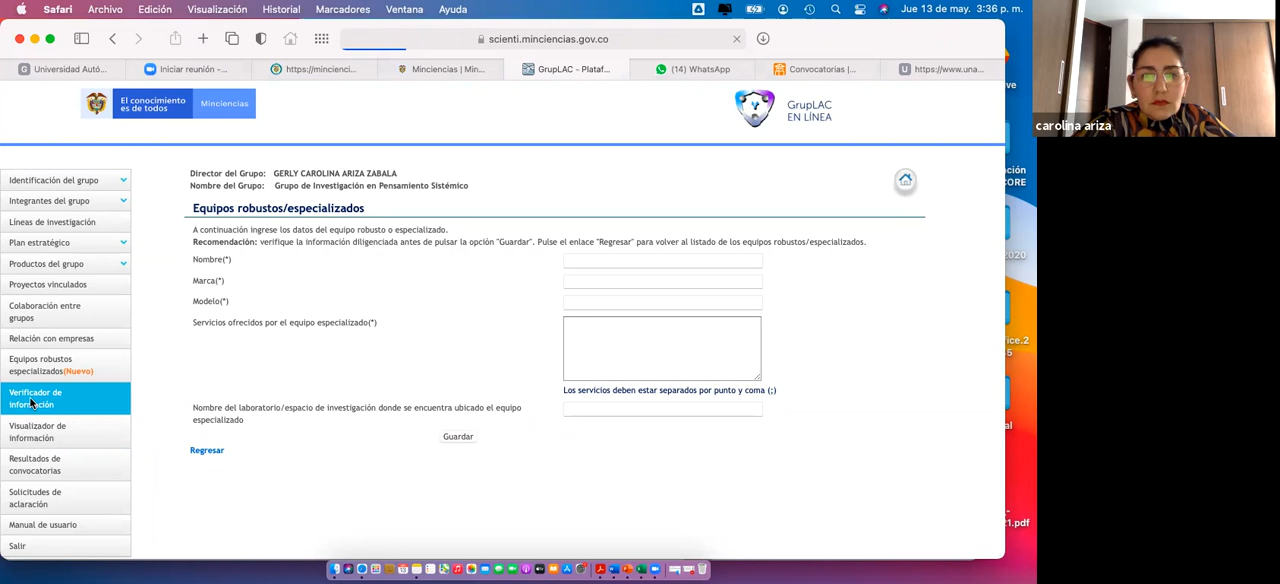 Safari Archivo Edición Visualización Historial Marcadores Ventana Ayuda
Jue 13 de may. 3:36 p. m.
scienti.minciencias.gov.co
Universidad Autó...
Iniciar reunión -...
https://mincienci...
Minciencias | Min...
GrupLAC - Plataf...
(14) WhatsApp
Convocatorias |...
https://www.una...
El conocimiento
es de todos
Minciencias
GrupLAC
EN LÍNEA
carolina ariza
Identificación del grupo
Integrantes del grupo
Líneas de investigación
Plan estratégico
Productos del grupo
Proyectos vinculados
Colaboración entre
grupos
Relación con empresas
Equipos robustos
especializados(Nuevo)
Verificador de
información
Visualizador de
información
Resultados de
convocatorias
Solicitudes de
aclaración
Manual de usuario
Salir
Director del Grupo: GERLY CAROLINA ARIZA ZABALA
Nombre del Grupo: Grupo de Investigación en Pensamiento Sistémico
Equipos robustos/especializados
A continuación ingrese los datos del equipo robusto o especializado.
Recomendación: verifique la información diligenciada antes de pulsar la opción "Guardar". Pulse el enlace "Regresar" para volver al listado de los equipos robustos/especializados.
Nombre(*)
Marca(*)
Modelo(*)
Servicios ofrecidos por el equipo especializado(*)
Los servicios deben estar separados por punto y coma (;)
Nombre del laboratorio/espacio de investigación donde se encuentra ubicado el equipo
especializado
Guardar
Regresar